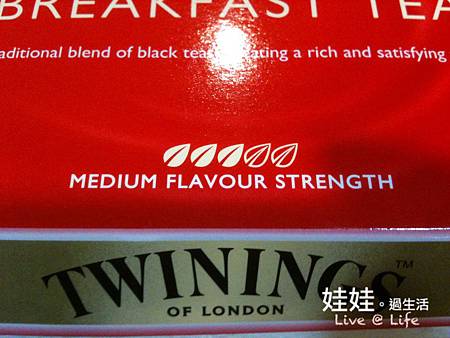 BREAKFAST TEA
aditional blend of black tea
ating a rich and satisfying
MEDIUM FLAVOUR STRENGTH
TWININGS™
OF LONDON
娃娃。過生活
Live @ Life